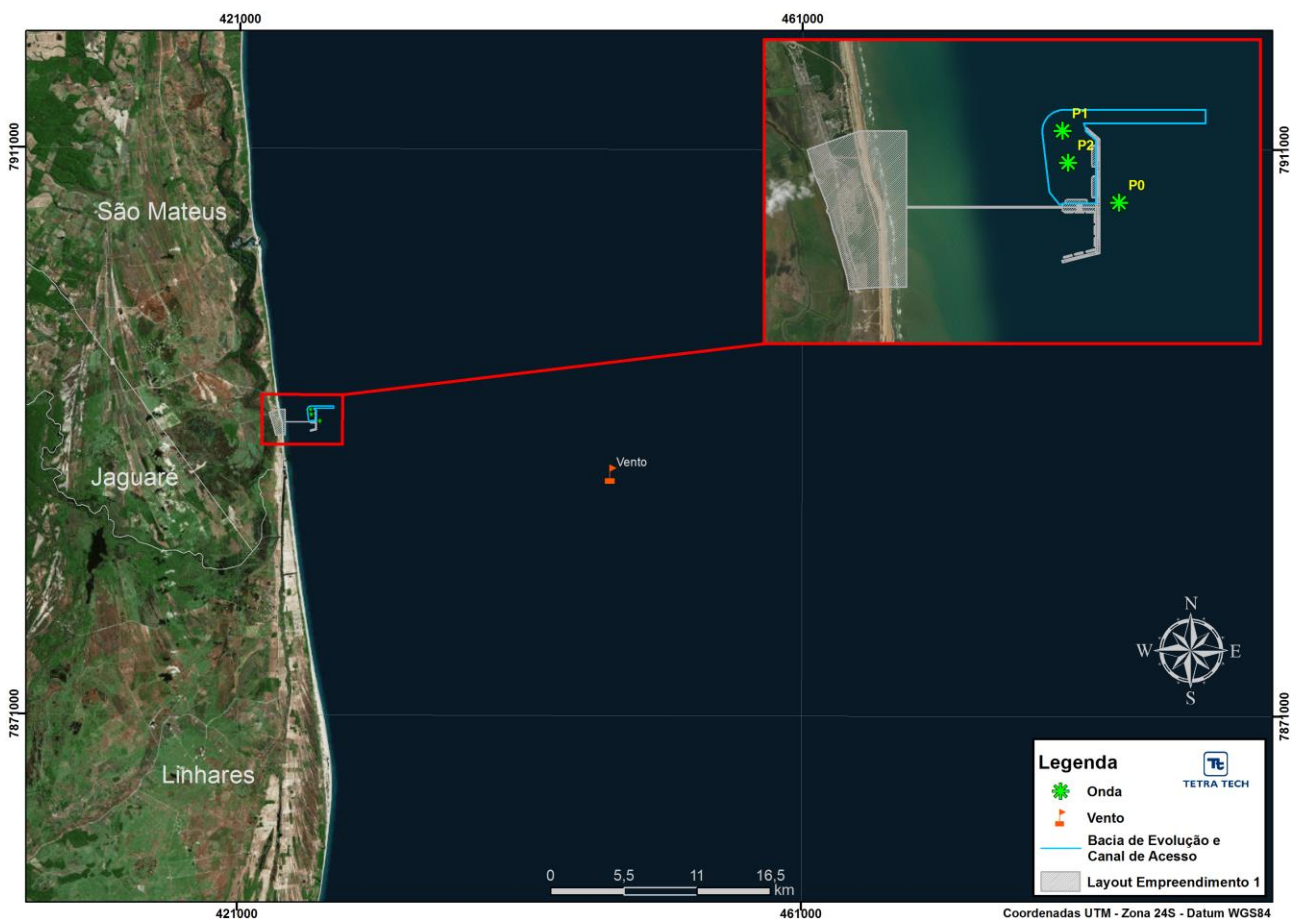 421000
461000
7911000
7911000
P1
P2
P0
São Mateus
Vento
Jaguaré
N
W
E
S
7871000
7871000
Linhares
Legenda
TETRA TECH
Onda
Vento
Bacia de Evolução e
Canal de Acesso
Layout Empreendimento 1
0
5,5
11
16,5
km
421000
461000
Coordenadas UTM - Zona 24S - Datum WGS84